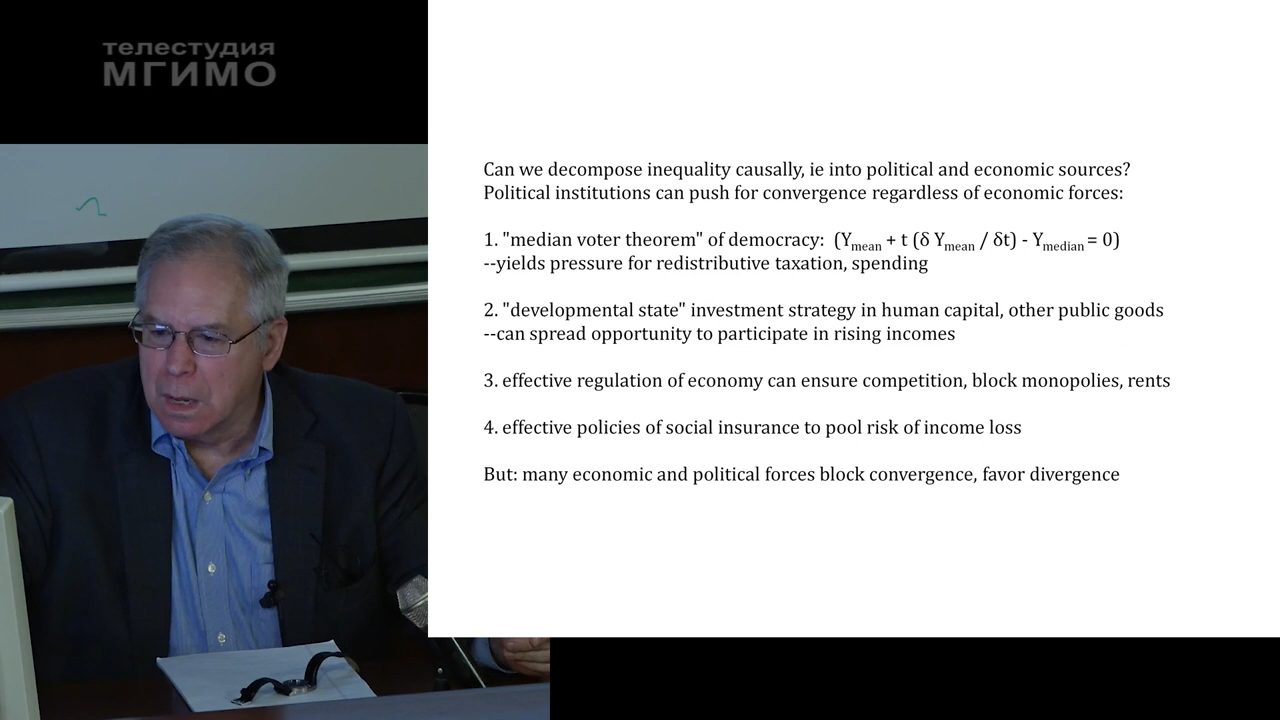 телестудия
МГИМО
Can we decompose inequality causally, ie into political and economic sources?
Political institutions can push for convergence regardless of economic forces:
1. "median voter theorem" of democracy: (Ymean + t (δ Ymean / δt) - Ymedian = 0)
--yields pressure for redistributive taxation, spending
2. "developmental state" investment strategy in human capital, other public goods
--can spread opportunity to participate in rising incomes
3. effective regulation of economy can ensure competition, block monopolies, rents
4. effective policies of social insurance to pool risk of income loss
But: many economic and political forces block convergence, favor divergence